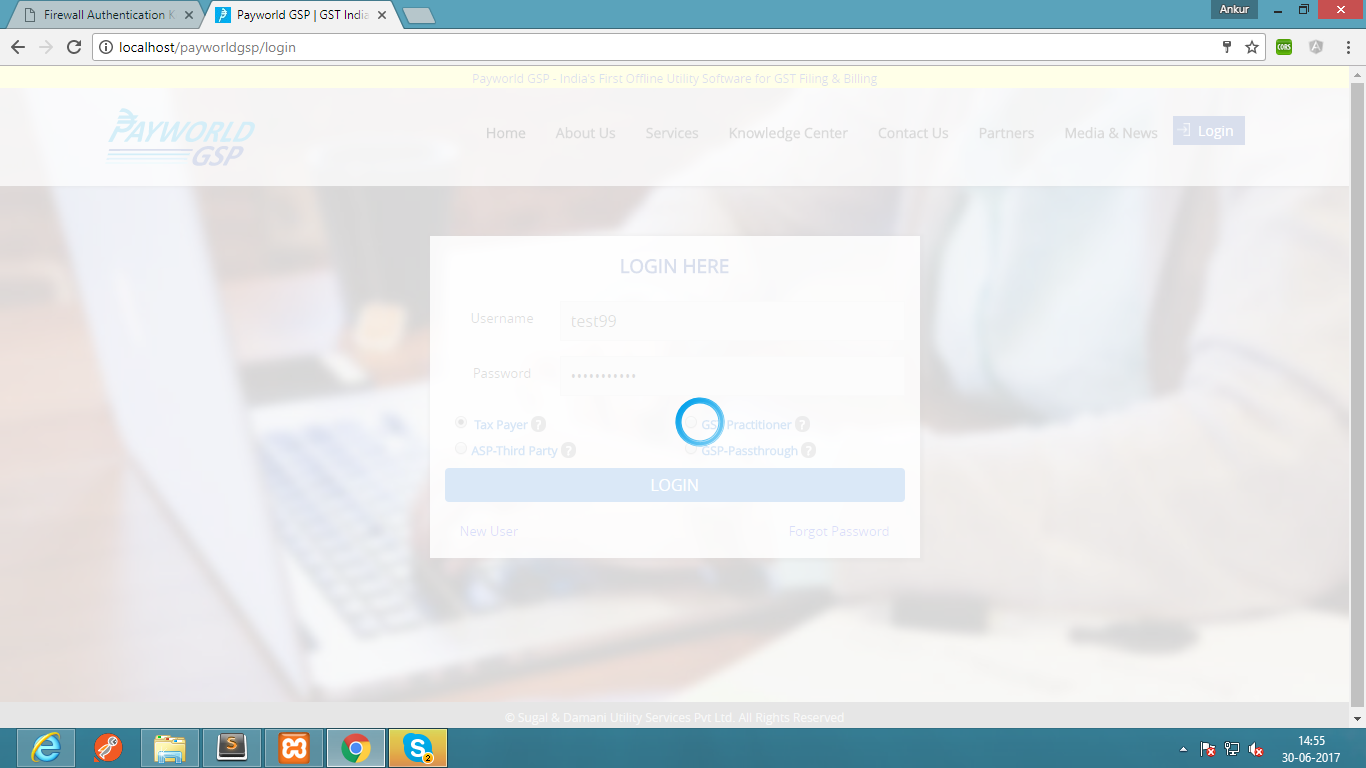 Firewall Authentication K
Payworld GSP | GST India
Ankur
localhost/payworldgsp/login
CORS
Payworld GSP - India's First Offline Utility Software for GST Filing & Billing
PAYWORLD
GSP
Home About Us Services Knowledge Center Contact Us Partners Media & News Login
LOGIN HERE
Username test99
Password
Tax Payer ? Practitioner ?
ASP-Third Party ? GSP-Passthrough ?
LOGIN
New User Forgot Password
© Sugal & Damani Utility Services Pvt Ltd. All Rights Reserved
S 2
14:55
30-06-2017